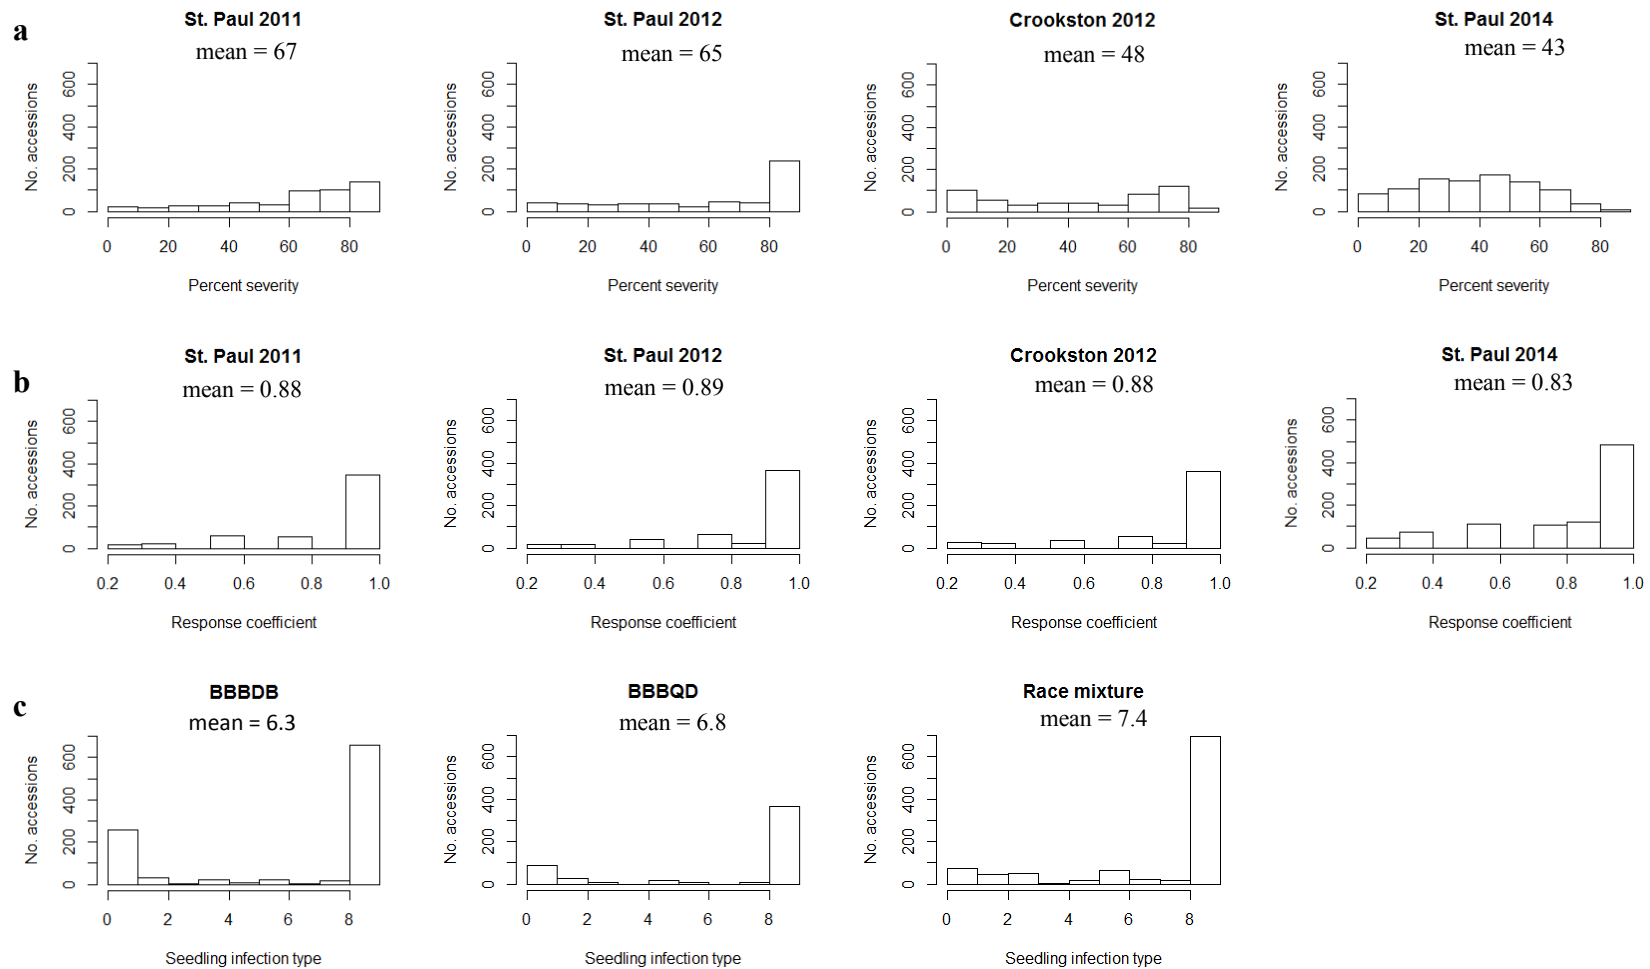 a
St. Paul 2011
mean = 67
No. accessions
0 200 400 600
0 20 40 60 80
Percent severity
St. Paul 2012
mean = 65
No. accessions
0 200 400 600
0 20 40 60 80
Percent severity
Crookston 2012
mean = 48
No. accessions
0 200 400 600
0 20 40 60 80
Percent severity
St. Paul 2014
mean = 43
No. accessions
0 200 400 600
0 20 40 60 80
Percent severity
b
St. Paul 2011
mean = 0.88
No. accessions
0 200 400 600
0.2 0.4 0.6 0.8 1.0
Response coefficient
St. Paul 2012
mean = 0.89
No. accessions
0 200 400 600
0.2 0.4 0.6 0.8 1.0
Response coefficient
Crookston 2012
mean = 0.88
No. accessions
0 200 400 600
0.2 0.4 0.6 0.8 1.0
Response coefficient
St. Paul 2014
mean = 0.83
No. accessions
0 200 400 600
0.2 0.4 0.6 0.8 1.0
Response coefficient
c
BBBDB
mean = 6.3
No. accessions
0 200 400 600
0 2 4 6 8
Seedling infection type
BBBQD
mean = 6.8
No. accessions
0 200 400 600
0 2 4 6 8
Seedling infection type
Race mixture
mean = 7.4
No. accessions
0 200 400 600
0 2 4 6 8
Seedling infection type